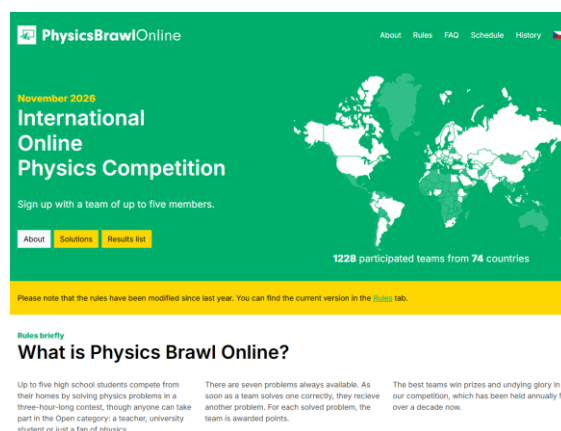 PhysicsBrawlOnline
About Rules FAQ Schedule History
November 2026
International
Online
Physics Competition
Sign up with a team of up to five members.
About Solutions Results list
1228 participated teams from 74 countries
Please note that the rules have been modified since last year. You can find the current version in the Rules tab.
Rules briefly
What is Physics Brawl Online?
Up to five high school students compete from
their homes by solving physics problems in a
three-hour-long contest, though anyone can take
part in the Open category: a teacher, university
student or just a fan of physics.
There are seven problems always available. As
soon as a team solves one correctly, they recieve
another problem. For each solved problem, the
team is awarded points.
The best teams win prizes and undying glory in
our competition, which has been held annually
over a decade now.